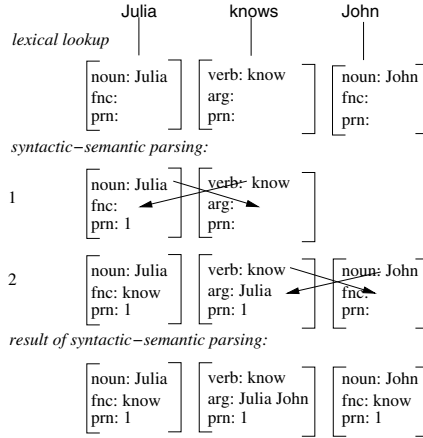 Julia knows John
lexical lookup
noun: Julia verb: know noun: John
fnc: arg: fnc:
prn: prn: prn:
syntactic−semantic parsing:
noun: Julia verb: know
1
fnc: arg:
prn: 1 prn:
noun: Julia verb: know noun: John
2
fnc: know arg: Julia fnc:
prn: 1 prn: 1 prn:
result of syntactic−semantic parsing:
noun: Julia verb: know noun: John
fnc: know arg: Julia John fnc: know
prn: 1 prn: 1 prn: 1